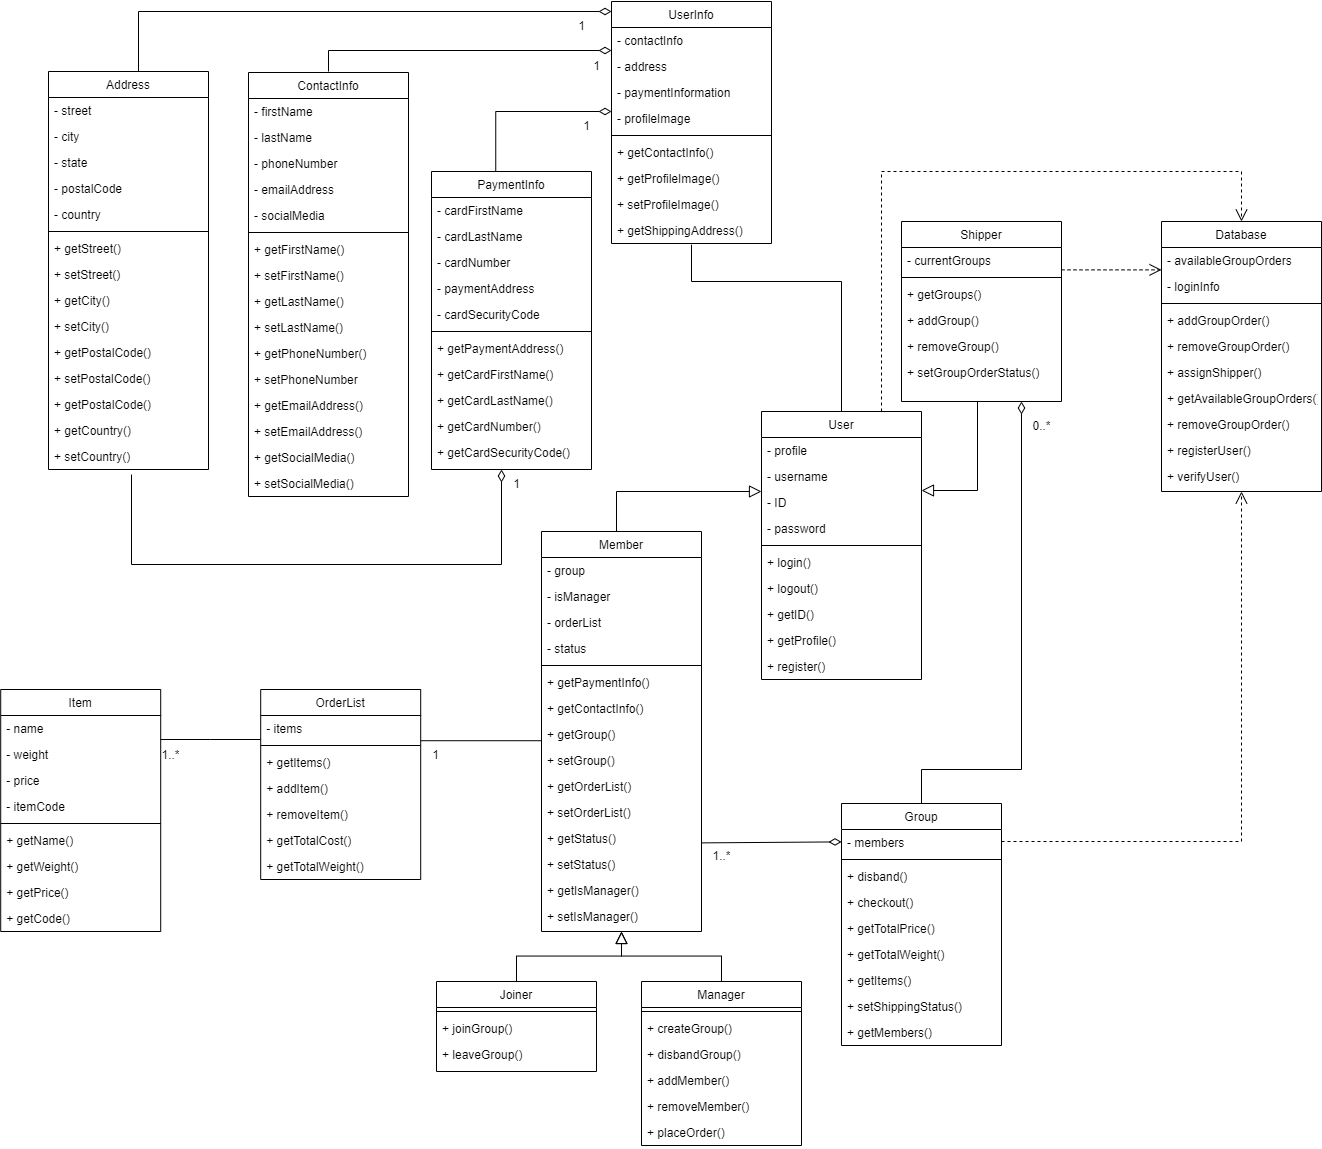 UserInfo
- contactInfo
- address
- paymentInformation
- profileImage
+ getContactInfo()
+ getProfileImage()
+ setProfileImage()
+ getShippingAddress()
1
1
1
Address
- street
- city
- state
- postalCode
- country
+ getStreet()
+ setStreet()
+ getCity()
+ setCity()
+ getPostalCode()
+ setPostalCode()
+ getPostalCode()
+ getCountry()
+ setCountry()
ContactInfo
- firstName
- lastName
- phoneNumber
- emailAddress
- socialMedia
+ getFirstName()
+ setFirstName()
+ getLastName()
+ setLastName()
+ getPhoneNumber()
+ setPhoneNumber
+ getEmailAddress()
+ setEmailAddress()
+ getSocialMedia()
+ setSocialMedia()
PaymentInfo
- cardFirstName
- cardLastName
- cardNumber
- paymentAddress
- cardSecurityCode
+ getPaymentAddress()
+ getCardFirstName()
+ getCardLastName()
+ getCardNumber()
+ getCardSecurityCode()
1
Shipper
- currentGroups
+ getGroups()
+ addGroup()
+ removeGroup()
+ setGroupOrderStatus()
0..*
Database
- availableGroupOrders
- loginInfo
+ addGroupOrder()
+ removeGroupOrder()
+ assignShipper()
+ getAvailableGroupOrders(
+ removeGroupOrder()
+ registerUser()
+ verifyUser()
User
- profile
- username
- ID
- password
+ login()
+ logout()
+ getID()
+ getProfile()
+ register()
Member
- group
- isManager
- orderList
- status
+ getPaymentInfo()
+ getContactInfo()
+ getGroup()
+ setGroup()
+ getOrderList()
+ setOrderList()
+ getStatus()
+ setStatus()
+ getIsManager()
+ setIsManager()
Item
- name
- weight
- price
- itemCode
+ getName()
+ getWeight()
+ getPrice()
+ getCode()
1..*
OrderList
- items
+ getItems()
+ addItem()
+ removeItem()
+ getTotalCost()
+ getTotalWeight()
1
1..*
Group
- members
+ disband()
+ checkout()
+ getTotalPrice()
+ getTotalWeight()
+ getItems()
+ setShippingStatus()
+ getMembers()
Joiner
+ joinGroup()
+ leaveGroup()
Manager
+ createGroup()
+ disbandGroup()
+ addMember()
+ removeMember()
+ placeOrder()